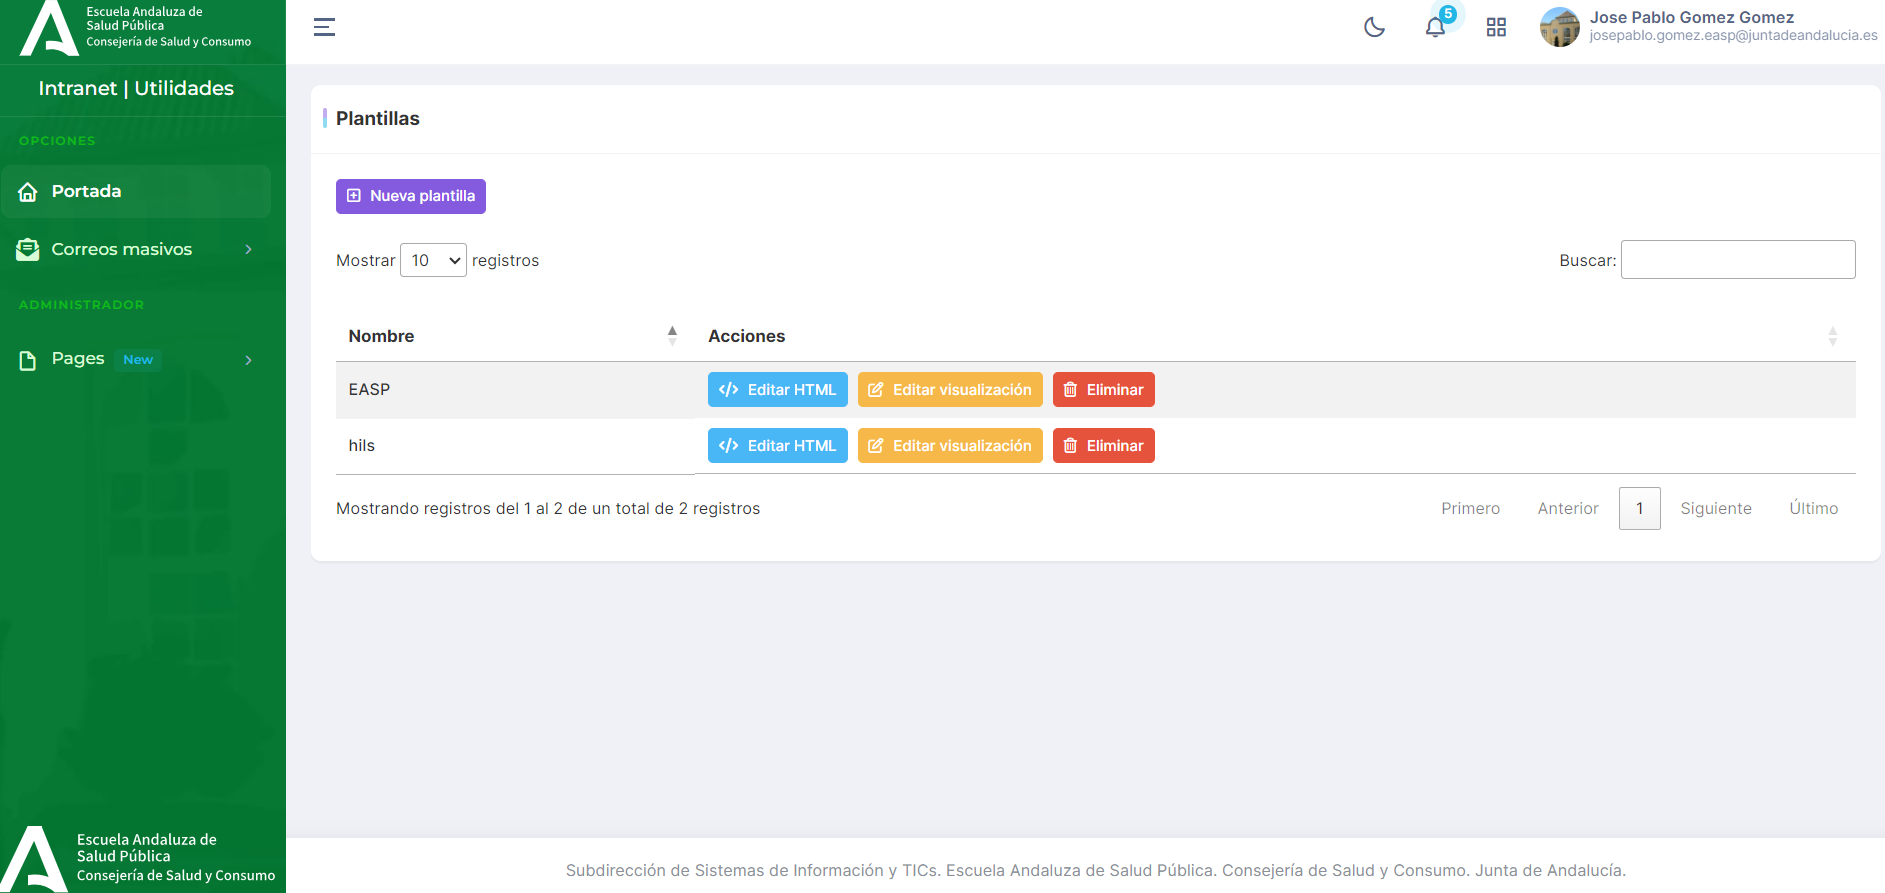 Escuela Andaluza de
Salud Pública
Consejería de Salud y Consumo
Intranet | Utilidades
OPCIONES
Portada
Correos masivos
ADMINISTRADOR
Pages New
5
Jose Pablo Gomez Gomez
josepablo.gomez.easp@juntadeandalucia.es
Plantillas
Nueva plantilla
Mostrar 10 registros
Buscar:
Nombre Acciones
EASP </> Editar HTML Editar visualización Eliminar
hils </> Editar HTML Editar visualización Eliminar
Mostrando registros del 1 al 2 de un total de 2 registros
Primero Anterior 1 Siguiente Último
Escuela Andaluza de
Salud Pública
Consejería de Salud y Consumo
Subdirección de Sistemas de Información y TICs. Escuela Andaluza de Salud Pública. Consejería de Salud y Consumo. Junta de Andalucía.